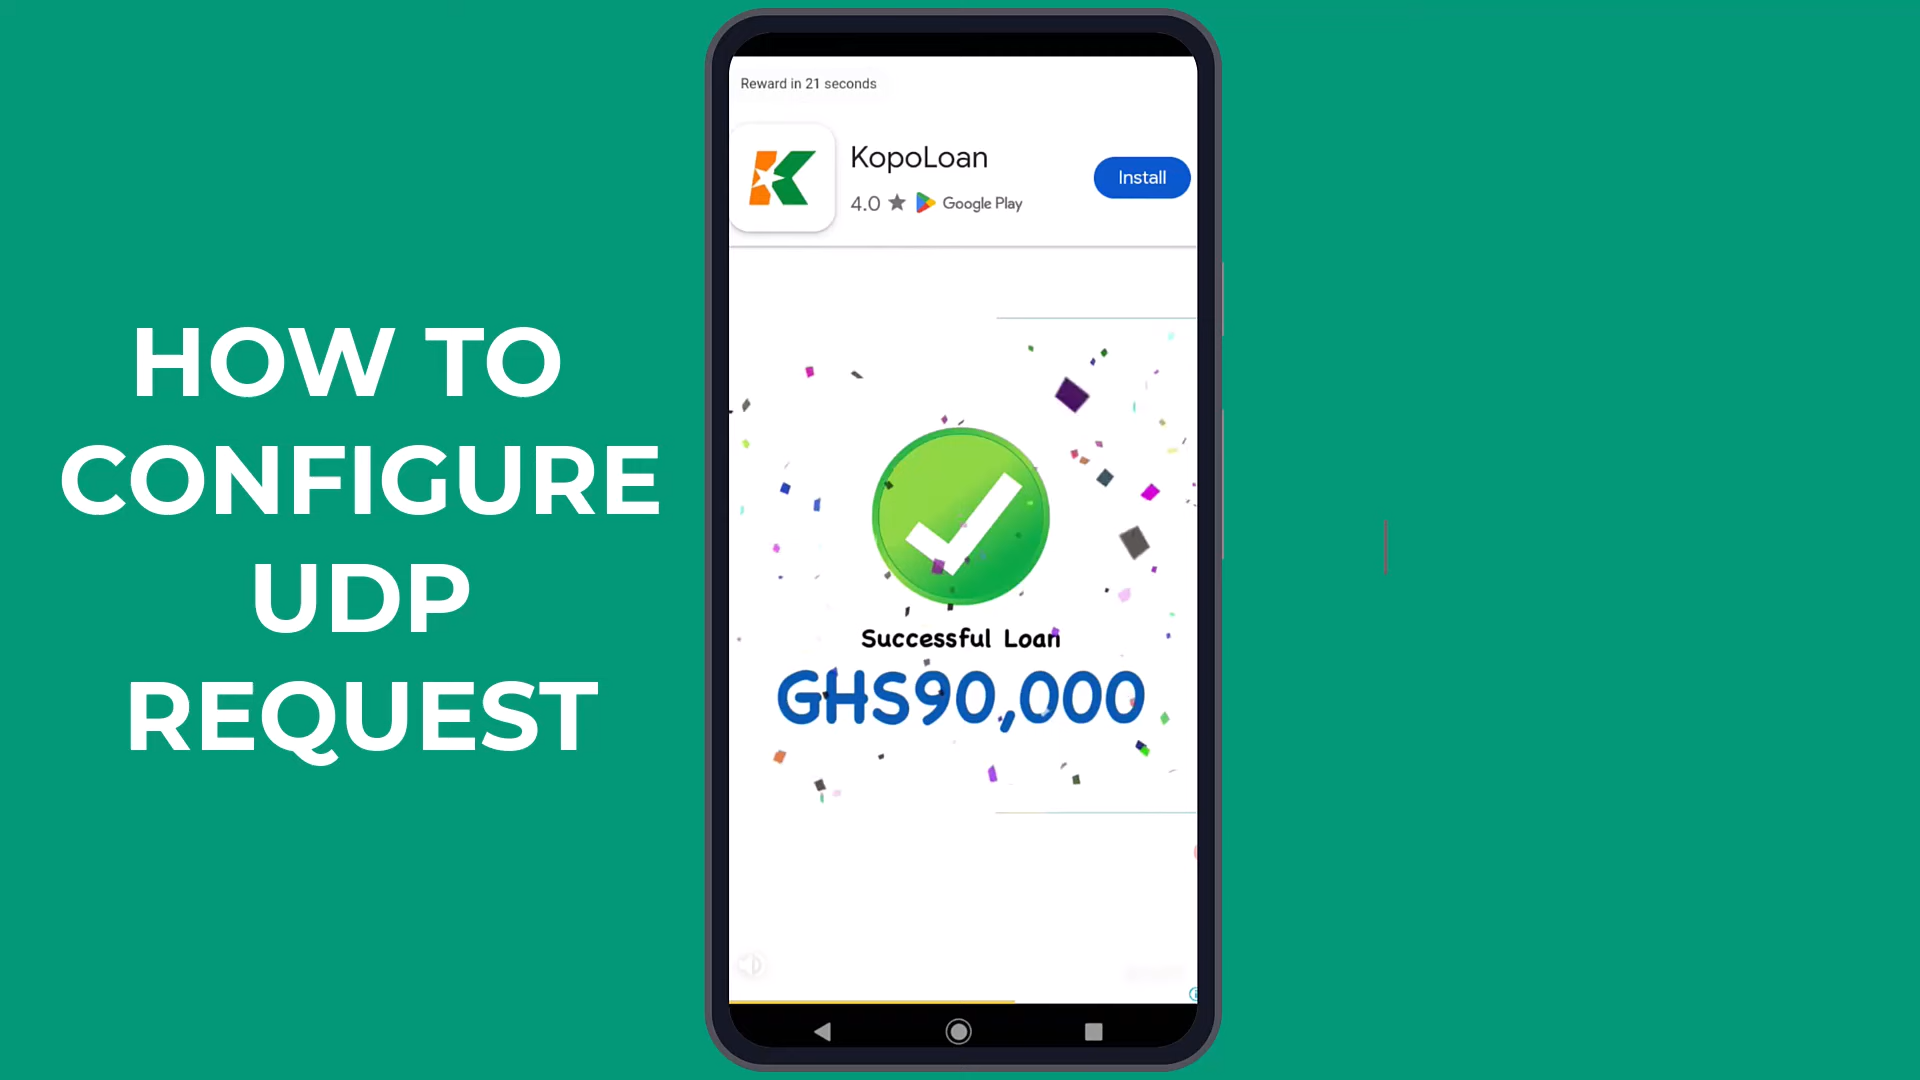 HOW TO
CONFIGURE
UDP
REQUEST
Reward in 21 seconds
KopoLoan
4.0 ★ Google Play
Install
Successful Loan
GHS90,000